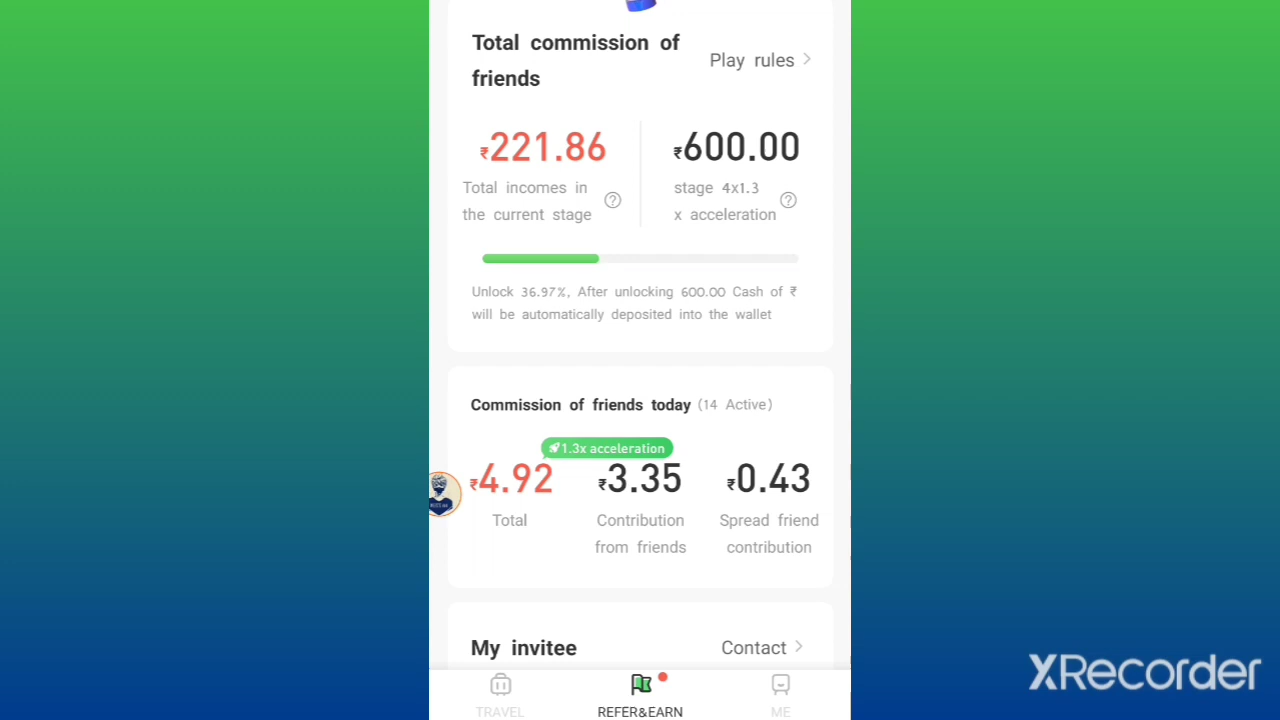 Total commission of
friends
Play rules
₹221.86
₹600.00
Total incomes in
the current stage
stage 4x1.3
x acceleration
Unlock 36.97%, After unlocking 600.00 Cash of ₹
will be automatically deposited into the wallet
Commission of friends today (14 Active)
1.3x acceleration
₹4.92
₹3.35
₹0.43
Total
Contribution
from friends
Spread friend
contribution
My invitee
Contact
TRAVEL
REFER&EARN
ME
XRecorder